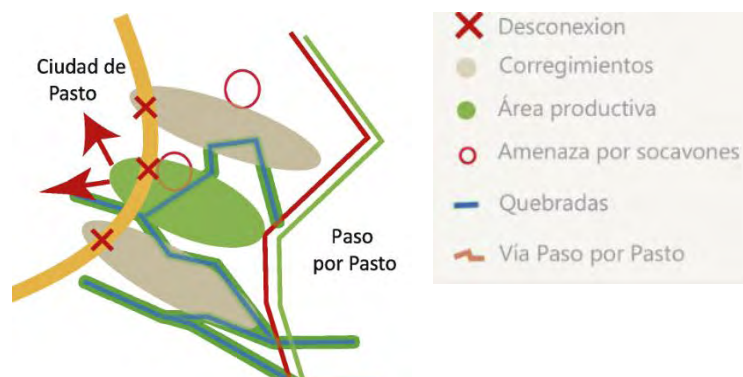 Ciudad de
Pasto
Paso
por Pasto
Desconexion
Corregimientos
Área productiva
Amenaza por socavones
Quebradas
Vía Paso por Pasto